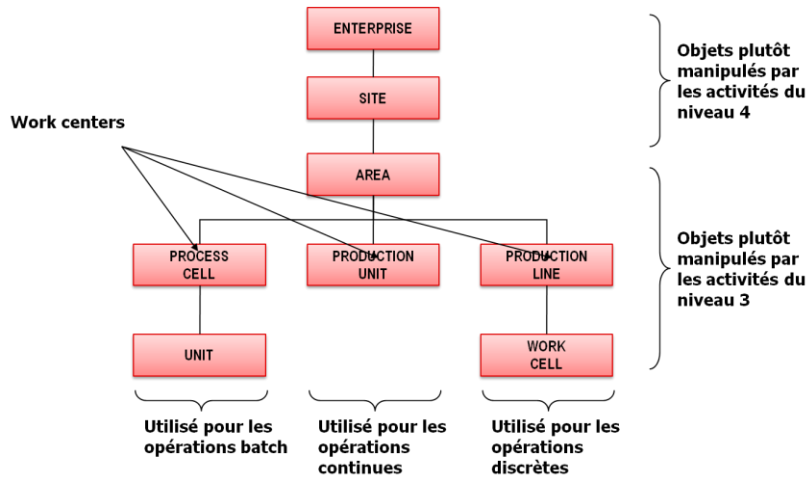 ENTERPRISE
Objets plutôt
manipulés par
les activités du
niveau 4
SITE
Work centers
AREA
PROCESS
CELL
PRODUCTION
UNIT
PRODUCTION
LINE
Objets plutôt
manipulés par
les activités du
niveau 3
UNIT
WORK
CELL
Utilisé pour les
opérations batch
Utilisé pour les
opérations
continues
Utilisé pour les
opérations
discrètes